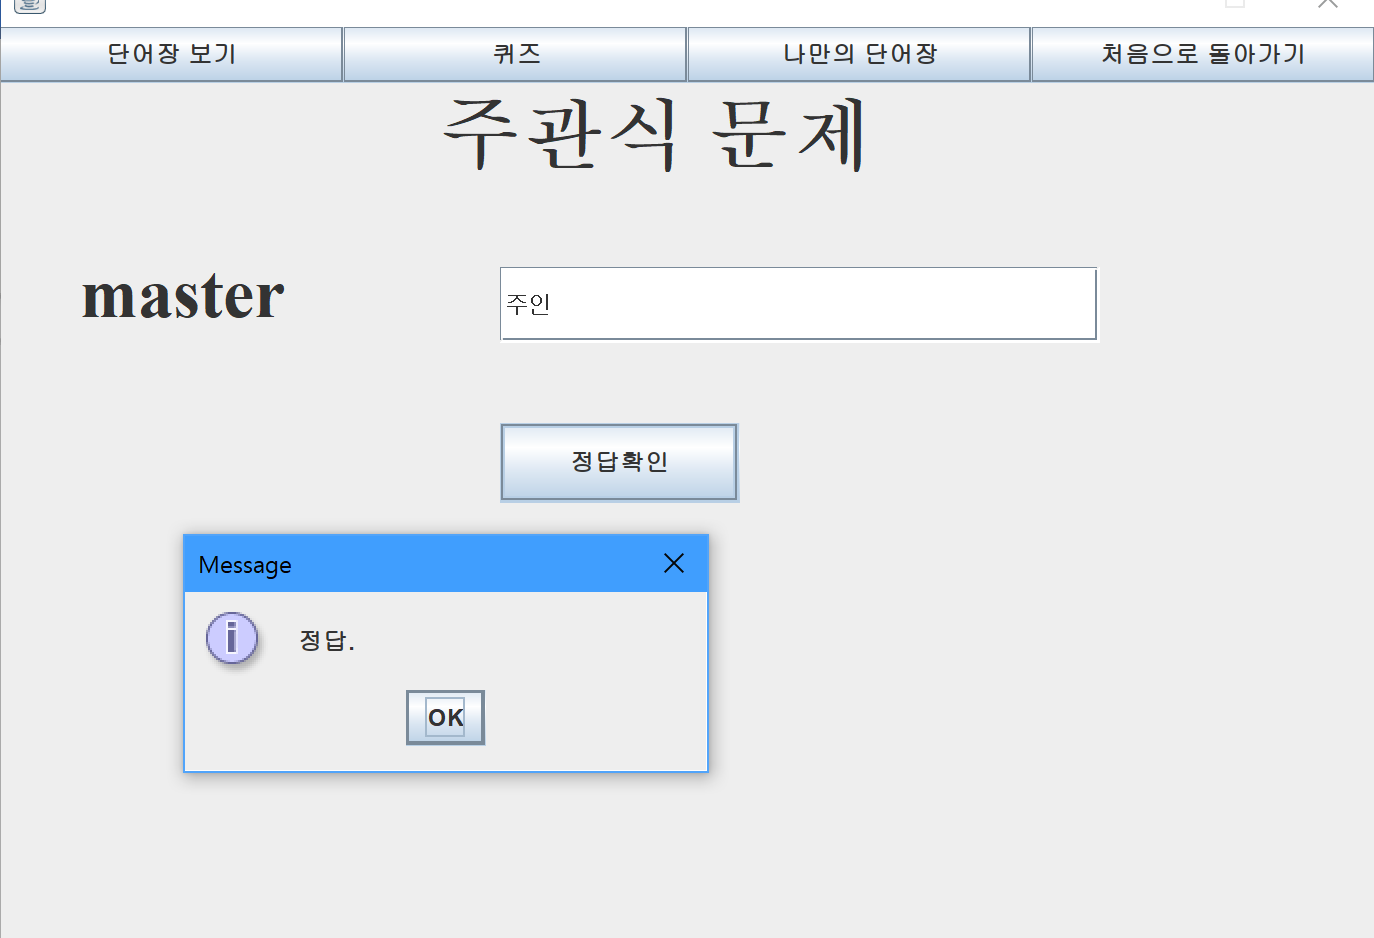 단어장 보기 퀴즈 나만의 단어장 처음으로 돌아가기
주관식 문제
master 주인
정답확인
Message
정답.
OK